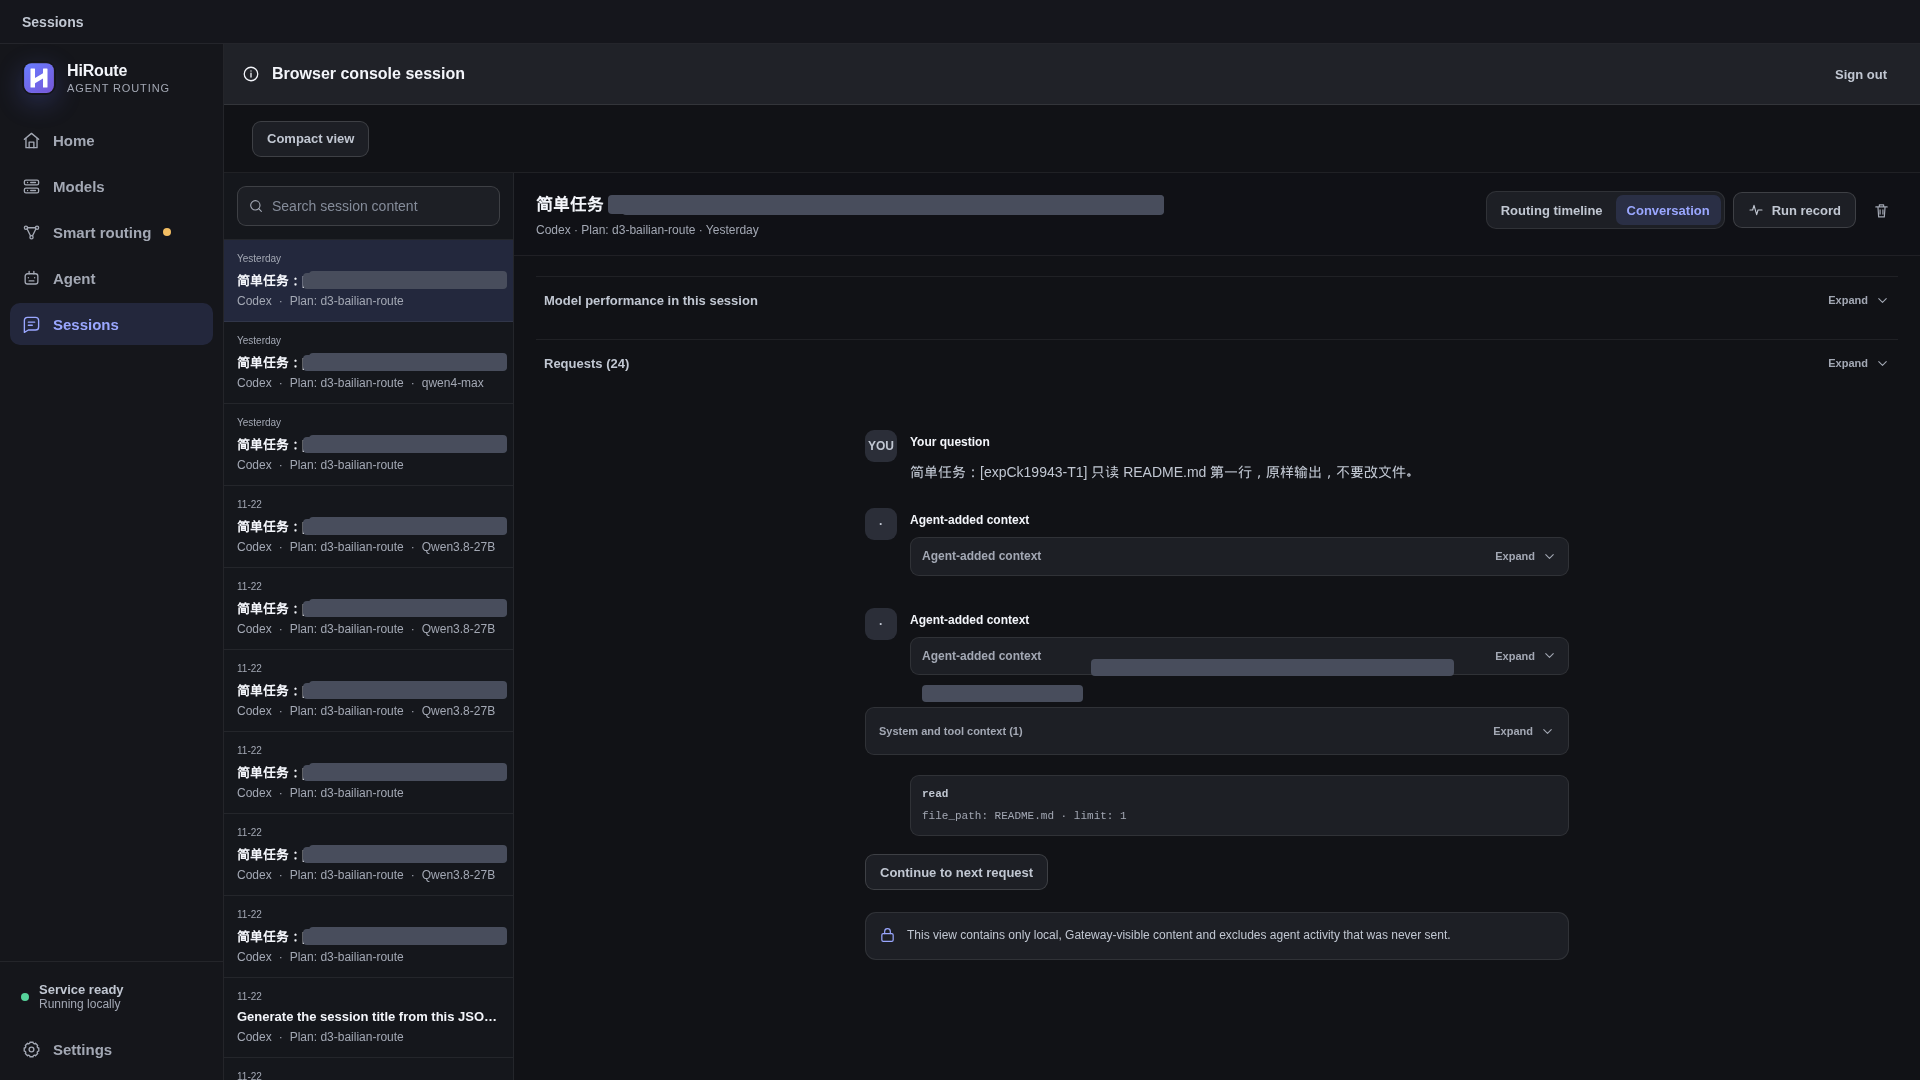 Sessions
HiRoute
AGENT ROUTING
Home
Models
Smart routing
Agent
Sessions
Service ready
Running locally
Settings
Browser console session
Sign out
Compact view
Search session content
Yesterday
简单任务：
Codex · Plan: d3-bailian-route
Yesterday
简单任务：
Codex · Plan: d3-bailian-route · qwen4-max
Yesterday
简单任务：
Codex · Plan: d3-bailian-route
11-22
简单任务：
Codex · Plan: d3-bailian-route · Qwen3.8-27B
11-22
简单任务：
Codex · Plan: d3-bailian-route · Qwen3.8-27B
11-22
简单任务：
Codex · Plan: d3-bailian-route · Qwen3.8-27B
11-22
简单任务：
Codex · Plan: d3-bailian-route
11-22
简单任务：
Codex · Plan: d3-bailian-route · Qwen3.8-27B
11-22
简单任务：
Codex · Plan: d3-bailian-route
11-22
Generate the session title from this JSO…
Codex · Plan: d3-bailian-route
11-22
简单任务
Codex · Plan: d3-bailian-route · Yesterday
Routing timeline
Conversation
Run record
Model performance in this session
Expand
Requests (24)
Expand
YOU
Your question
简单任务：[expCk19943-T1] 只读 README.md 第一行，原样输出，不要改文件。
·
Agent-added context
Agent-added context
Expand
·
Agent-added context
Agent-added context
Expand
System and tool context (1)
Expand
read
file_path: README.md · limit: 1
Continue to next request
This view contains only local, Gateway-visible content and excludes agent activity that was never sent.